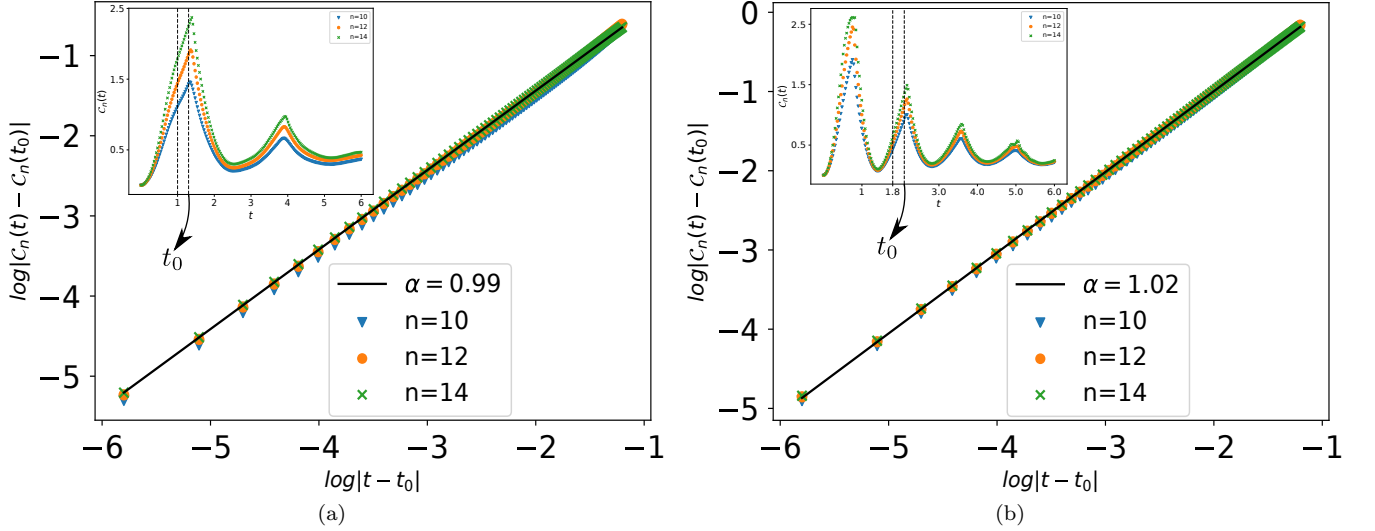 log|C_n(t) − C_n(t_0)|
−1
−2
−3
−4
−5
−6
−5
−4
−3
−2
−1
log|t − t_0|
2.5
1.5
0.5
C_n(t)
1
2
3
4
5
6
t
n=10
n=12
n=14
t_0
α = 0.99
n=10
n=12
n=14
(a)
log|C_n(t) − C_n(t_0)|
0
−1
−2
−3
−4
−5
−6
−5
−4
−3
−2
−1
log|t − t_0|
2.5
1.5
0.5
C_n(t)
1
1.8
3.0
4.0
5.0
6.0
t
n=10
n=12
n=14
t_0
α = 1.02
n=10
n=12
n=14
(b)